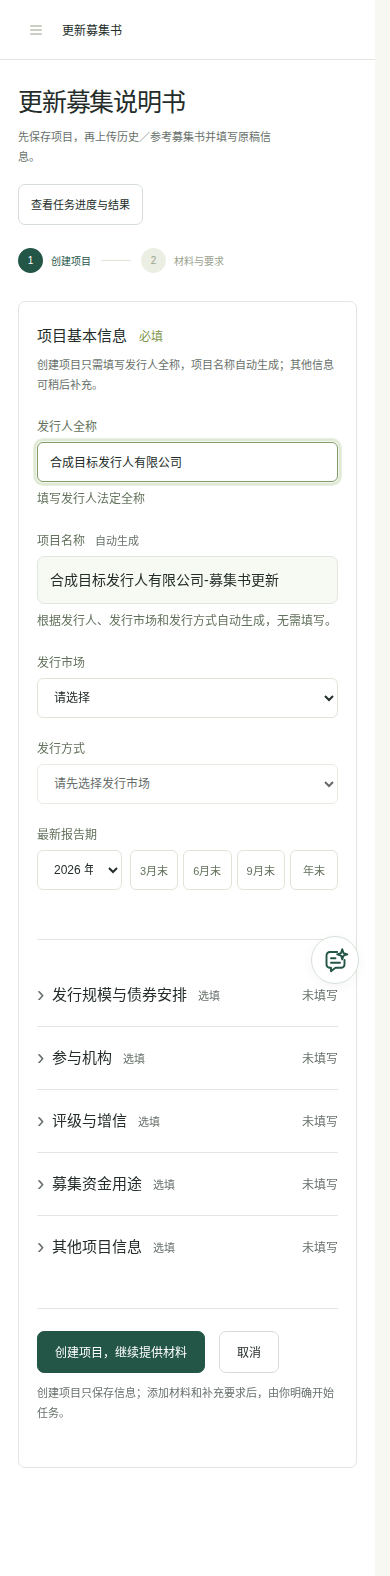 更新募集书
更新募集说明书
先保存项目，再上传历史／参考募集书并填写原稿信
息。
查看任务进度与结果
1 创建项目 2 材料与要求
项目基本信息 必填
创建项目只需填写发行人全称，项目名称自动生成；其他信息
可稍后补充。
发行人全称
合成目标发行人有限公司
填写发行人法定全称
项目名称 自动生成
合成目标发行人有限公司-募集书更新
根据发行人、发行市场和发行方式自动生成，无需填写。
发行市场
请选择
发行方式
请先选择发行市场
最新报告期
2026 年 3月末 6月末 9月末 年末
发行规模与债券安排 选填 未填写
参与机构 选填 未填写
评级与增信 选填 未填写
募集资金用途 选填 未填写
其他项目信息 选填 未填写
创建项目，继续提供材料 取消
创建项目只保存信息；添加材料和补充要求后，由你明确开始
任务。